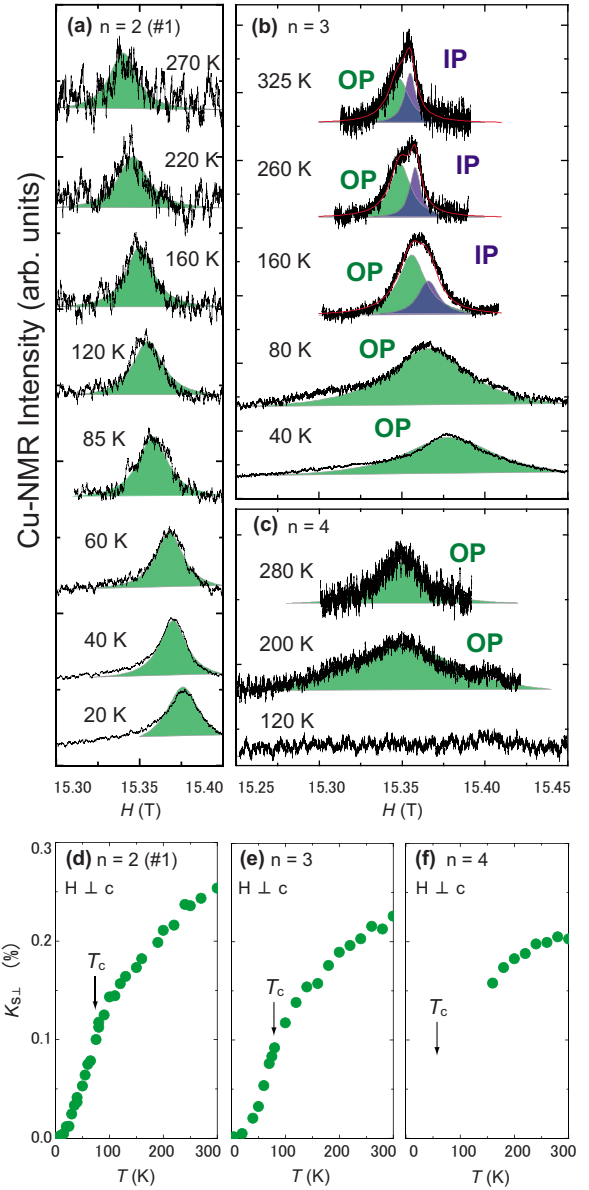 (a) n = 2 (#1)
270 K
220 K
160 K
120 K
85 K
60 K
40 K
20 K
Cu-NMR Intensity (arb. units)
15.30 15.35 15.40
H (T)
(b) n = 3
325 K OP IP
260 K OP IP
160 K OP IP
80 K OP
40 K OP
(c) n = 4
280 K OP
200 K OP
120 K
15.25 15.30 15.35 15.40 15.45
H (T)
(d) n = 2 (#1)
H ⊥ c
Tc
0.3
0.2
0.1
0.0
Ks⊥ (%)
0 100 200 300
T (K)
(e) n = 3
H ⊥ c
Tc
0 100 200 300
T (K)
(f) n = 4
H ⊥ c
Tc
0 100 200 300
T (K)